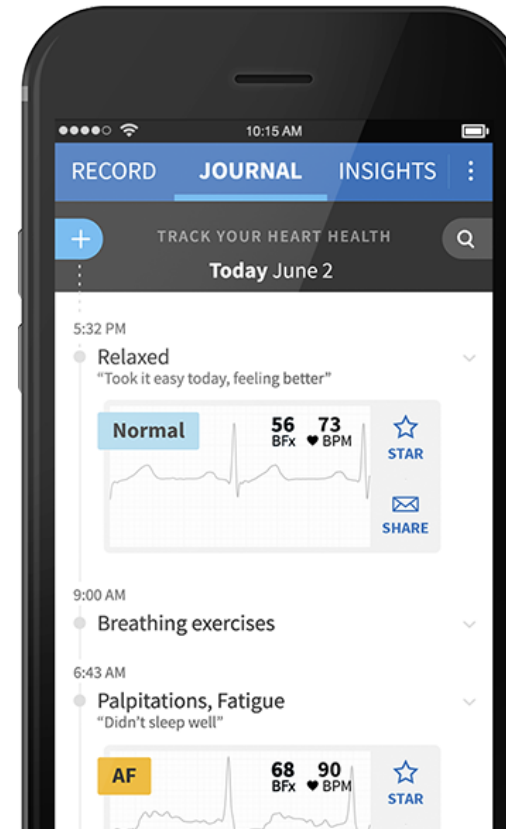 10:15 AM
RECORD JOURNAL INSIGHTS
TRACK YOUR HEART HEALTH
Today June 2
5:32 PM
Relaxed
“Took it easy today, feeling better”
Normal
56 73
BFx BPM
STAR
SHARE
9:00 AM
Breathing exercises
6:43 AM
Palpitations, Fatigue
“Didn’t sleep well”
AF
68 90
BFx BPM
STAR